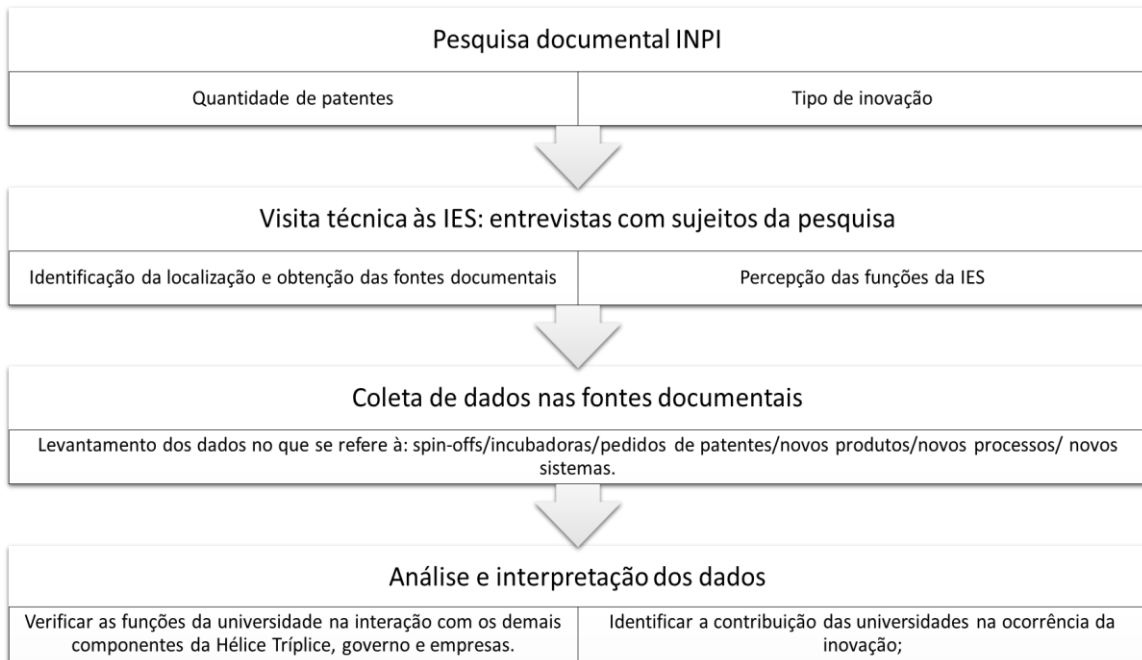 Pesquisa documental INPI
Quantidade de patentes
Tipo de inovação
Visita técnica às IES: entrevistas com sujeitos da pesquisa
Identificação da localização e obtenção das fontes documentais
Percepção das funções da IES
Coleta de dados nas fontes documentais
Levantamento dos dados no que se refere à: spin-offs/incubadoras/pedidos de patentes/novos produtos/novos processos/ novos
sistemas.
Análise e interpretação dos dados
Verificar as funções da universidade na interação com os demais
componentes da Hélice Tríplice, governo e empresas.
Identificar a contribuição das universidades na ocorrência da
inovação;